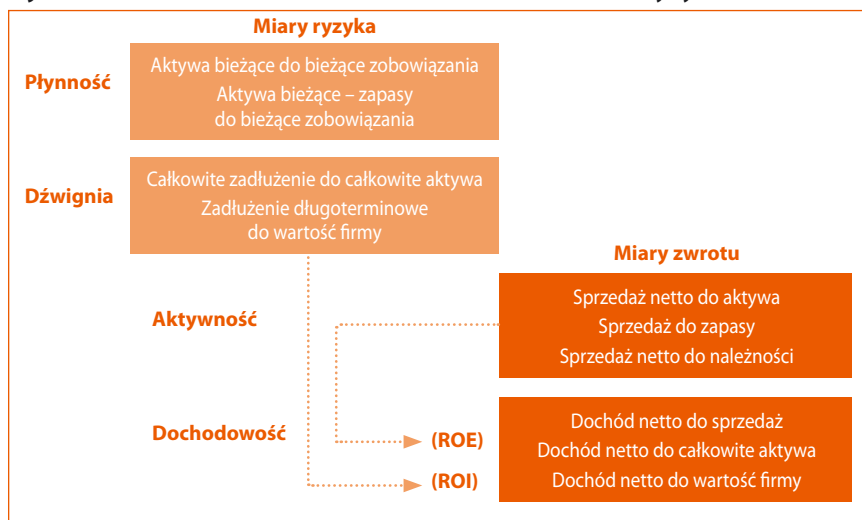 Miary ryzyka
Płynność
Aktywa bieżące do bieżące zobowiązania
Aktywa bieżące – zapasy
do bieżące zobowiązania
Dźwignia
Całkowite zadłużenie do całkowite aktywa
Zadłużenie długoterminowe
do wartość firmy
Miary zwrotu
Aktywność
Sprzedaż netto do aktywa
Sprzedaż do zapasy
Sprzedaż netto do należności
Dochodowość
(ROE)
(ROI)
Dochód netto do sprzedaż
Dochód netto do całkowite aktywa
Dochód netto do wartość firmy